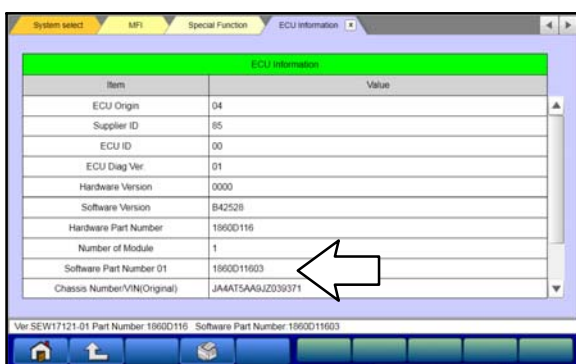 System select MFI Special Function ECU Information x
ECU Information
Item Value
ECU Origin 04
Supplier ID 85
ECU ID 00
ECU Diag Ver. 01
Hardware Version 0000
Software Version B42528
Hardware Part Number 1860D116
Number of Module 1
Software Part Number 01 1860D11603
Chassis Number/VIN(Original) JA4AT5AA9JZ039371
Ver.SEW17121-01 Part Number:1860D116 Software Part Number:1860D11603